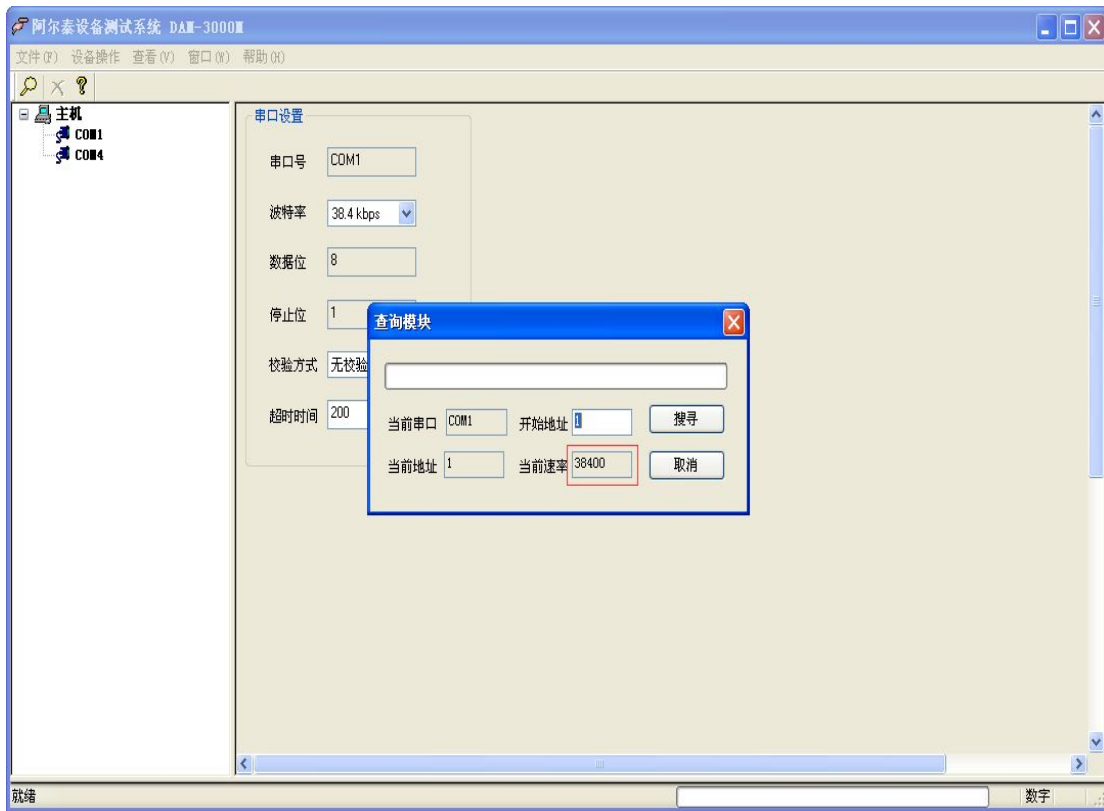 阿尔泰设备测试系统 DAM-3000M
文件(F) 设备操作 查看(V) 窗口(W) 帮助(H)
主机
COM1
COM4
串口设置
串口号 COM1
波特率 38.4 kbps
数据位 8
停止位 1
校验方式 无校验
超时时间 200
查询模块
当前串口 COM1 开始地址 1 搜寻
当前地址 1 当前速率 38400 取消
就绪 数字